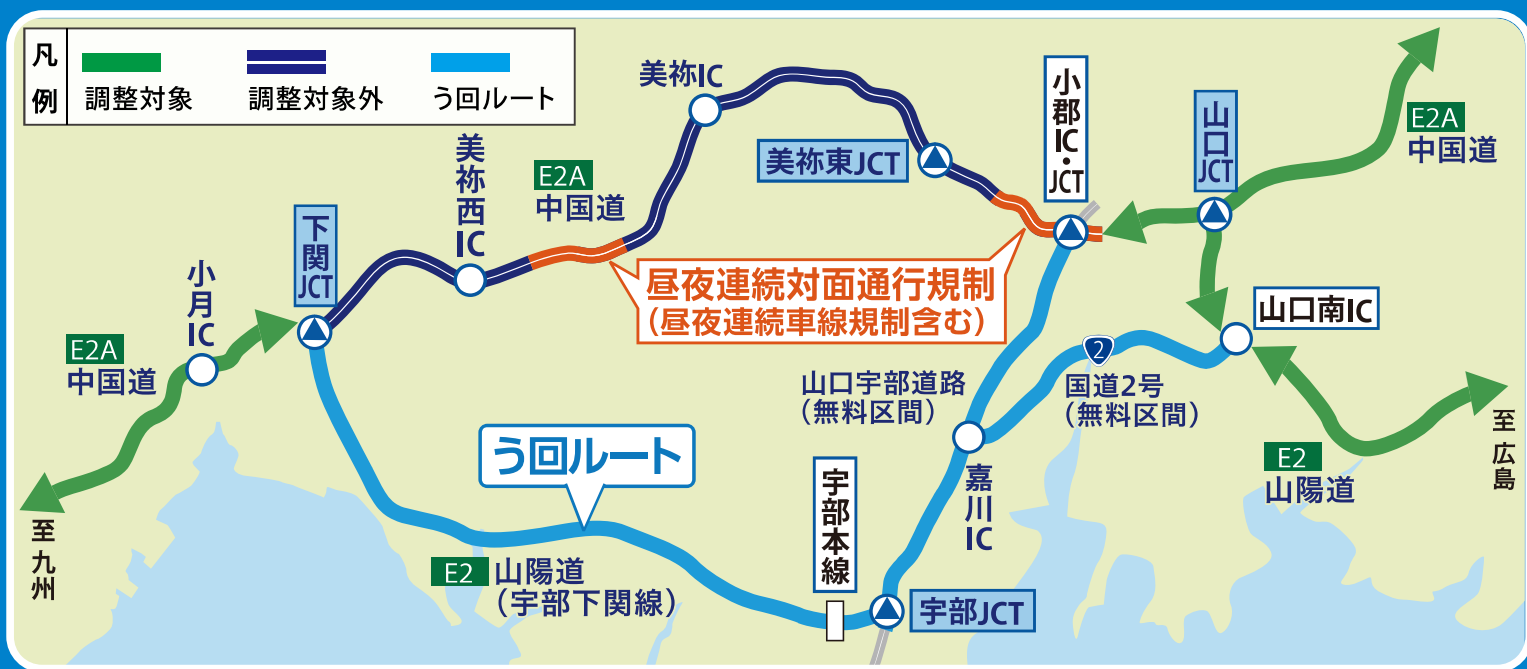 凡例
調整対象
調整対象外
う回ルート
美祢IC
小郡IC・JCT
山口JCT
E2A
中国道
美祢東JCT
美祢西IC
E2A
中国道
下関JCT
小月IC
昼夜連続対面通行規制
(昼夜連続車線規制含む)
山口南IC
E2A
中国道
2
国道2号
(無料区間)
山口宇部道路
(無料区間)
至広島
う回ルート
E2
山陽道
宇部本線
嘉川IC
至九州
E2
山陽道
(宇部下関線)
宇部JCT